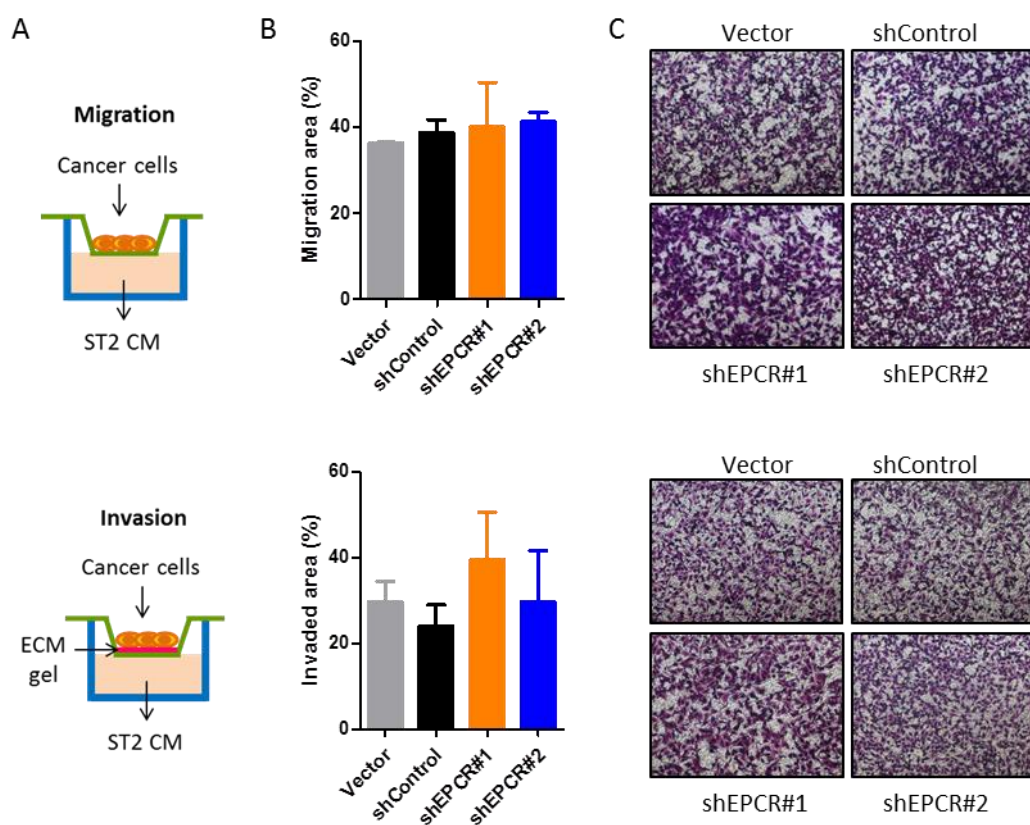 A
Migration
Cancer cells
ST2 CM
B
Migration area (%)
60
40
20
0
Vector
shControl
shEPCR#1
shEPCR#2
C
Vector shControl
shEPCR#1 shEPCR#2
Invasion
Cancer cells
ECM
gel
ST2 CM
Invaded area (%)
60
40
20
0
Vector
shControl
shEPCR#1
shEPCR#2
Vector shControl
shEPCR#1 shEPCR#2